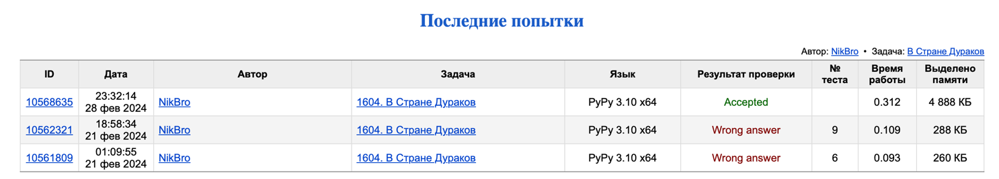 Последние попытки
Автор: NikBro • Задача: В Стране Дураков
ID Дата Автор Задача Язык Результат проверки № теста Время работы Выделено памяти
10568635 23:32:14 28 фев 2024 NikBro 1604. В Стране Дураков PyPy 3.10 x64 Accepted 0.312 4 888 КБ
10562321 18:58:34 21 фев 2024 NikBro 1604. В Стране Дураков PyPy 3.10 x64 Wrong answer 9 0.109 288 КБ
10561809 01:09:55 21 фев 2024 NikBro 1604. В Стране Дураков PyPy 3.10 x64 Wrong answer 6 0.093 260 КБ